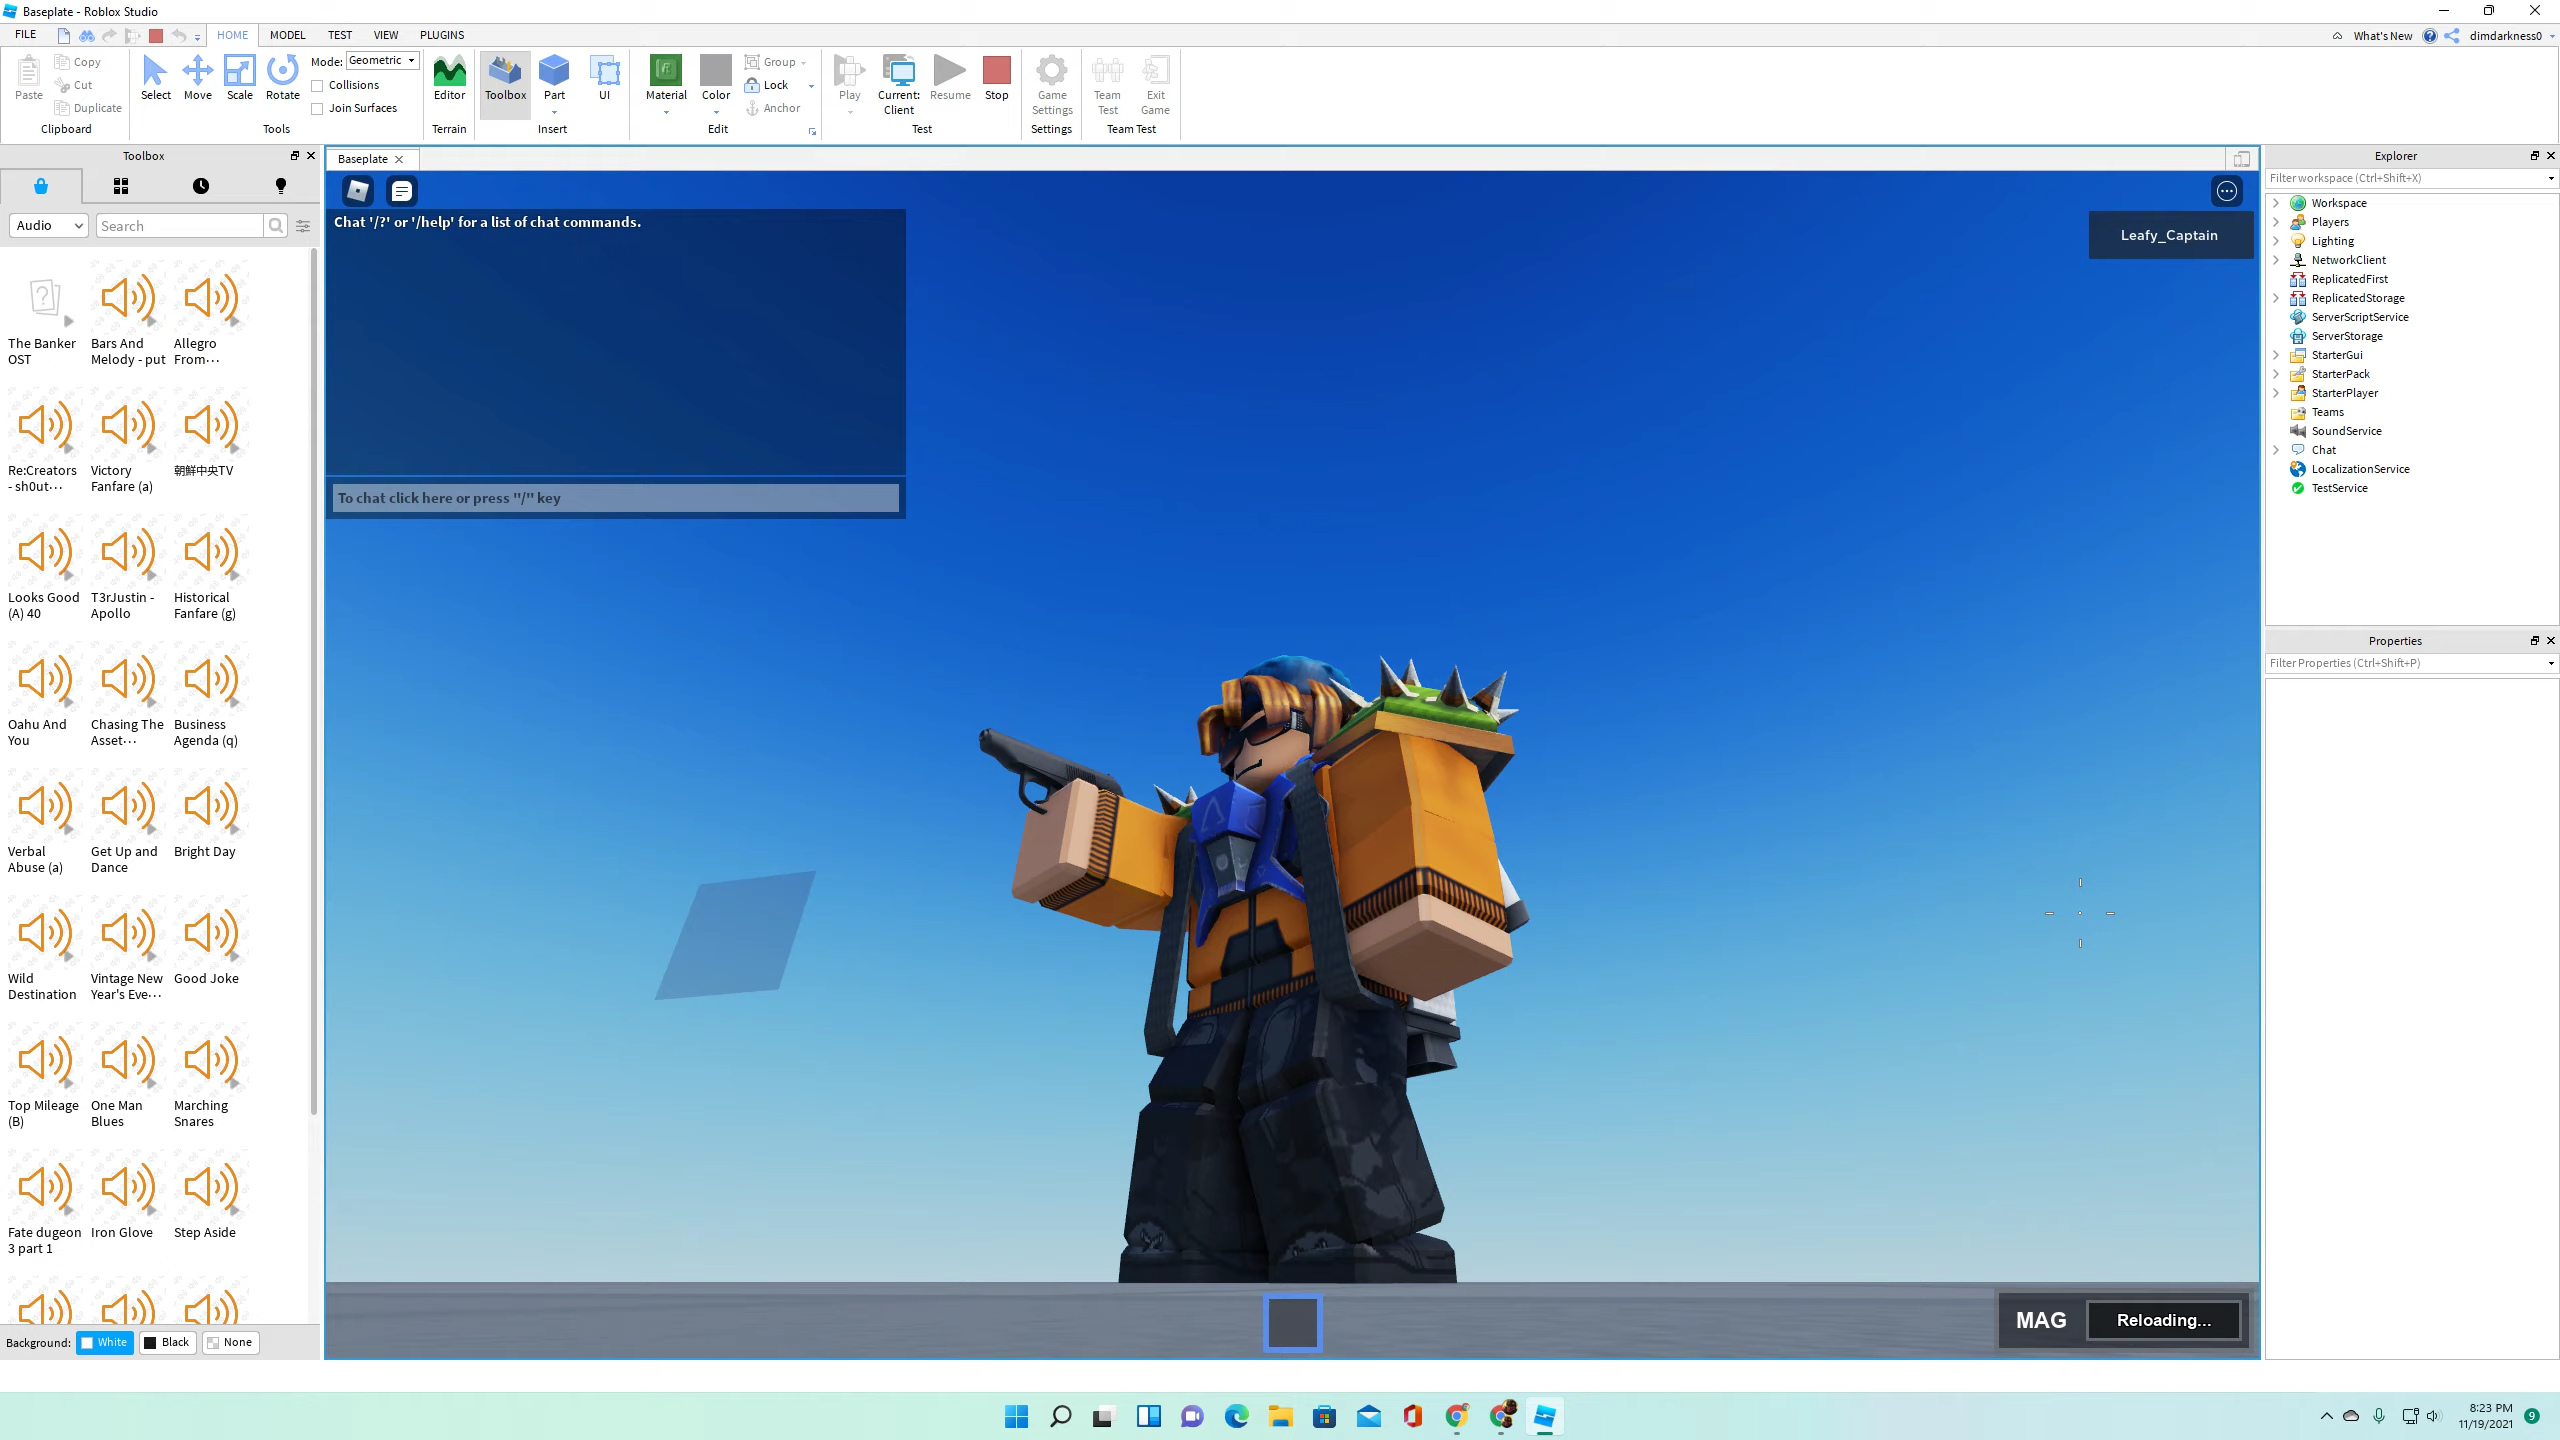 Baseplate - Roblox Studio
FILE HOME MODEL TEST VIEW PLUGINS What's New dimdarkness0
Paste Copy Cut Duplicate Clipboard
Select Move Scale Rotate Mode: Geometric Collisions Join Surfaces Tools
Editor Terrain
Toolbox Part UI Insert
Material Color Group Lock Anchor Edit
Play Current: Client Resume Stop Test
Game Settings Settings
Team Test Exit Game Team Test
Toolbox
Audio Search
The Banker OST
Bars And Melody - put
Allegro From...
Re:Creators - sh0ut...
Victory Fanfare (a)
朝鮮中央TV
Looks Good (A) 40
T3rJustin - Apollo
Historical Fanfare (g)
Oahu And You
Chasing The Asset...
Business Agenda (q)
Verbal Abuse (a)
Get Up and Dance
Bright Day
Wild Destination
Vintage New Year's Eve...
Good Joke
Top Mileage (B)
One Man Blues
Marching Snares
Fate dugeon 3 part 1
Iron Glove
Step Aside
Background: White Black None
Baseplate
Chat '/?' or '/help' for a list of chat commands.
To chat click here or press "/" key
Leafy_Captain
MAG Reloading...
Explorer
Filter workspace (Ctrl+Shift+X)
Workspace
Players
Lighting
NetworkClient
ReplicatedFirst
ReplicatedStorage
ServerScriptService
ServerStorage
StarterGui
StarterPack
StarterPlayer
Teams
SoundService
Chat
LocalizationService
TestService
Properties
Filter Properties (Ctrl+Shift+P)
8:23 PM
11/19/2021
9